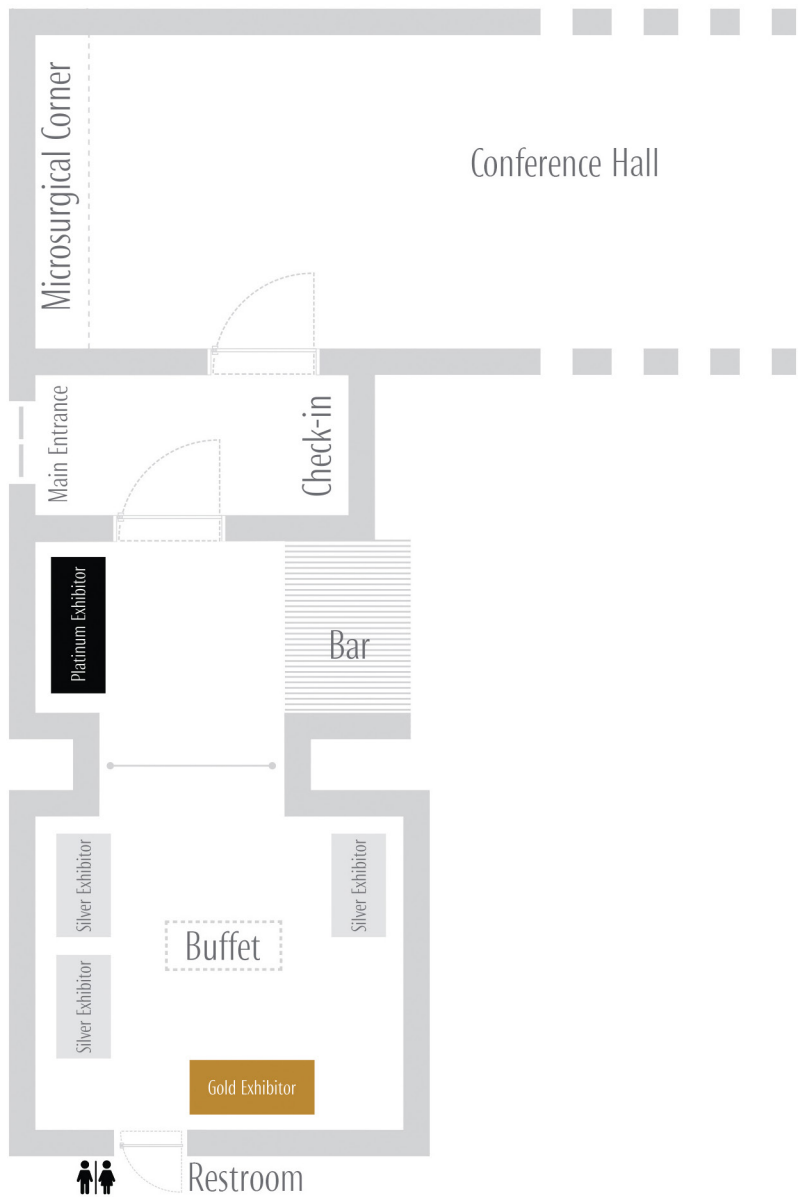 Microsurgical Corner
Conference Hall
Main Entrance
Check-in
Platinum Exhibitor
Bar
Silver Exhibitor
Silver Exhibitor
Buffet
Silver Exhibitor
Gold Exhibitor
Restroom